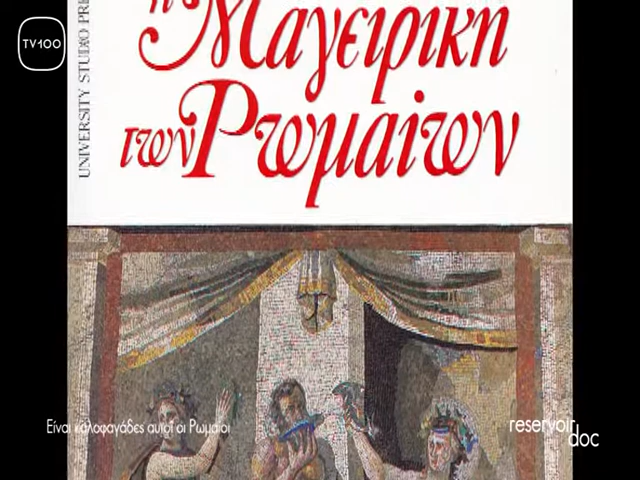 TV100
UNIVERSITY STUDIO PRE
η Μαγειρική
των Ρωμαίων
Είναι καλοφαγάδες αυτοί οι Ρωμαίοι
reservoir
doc